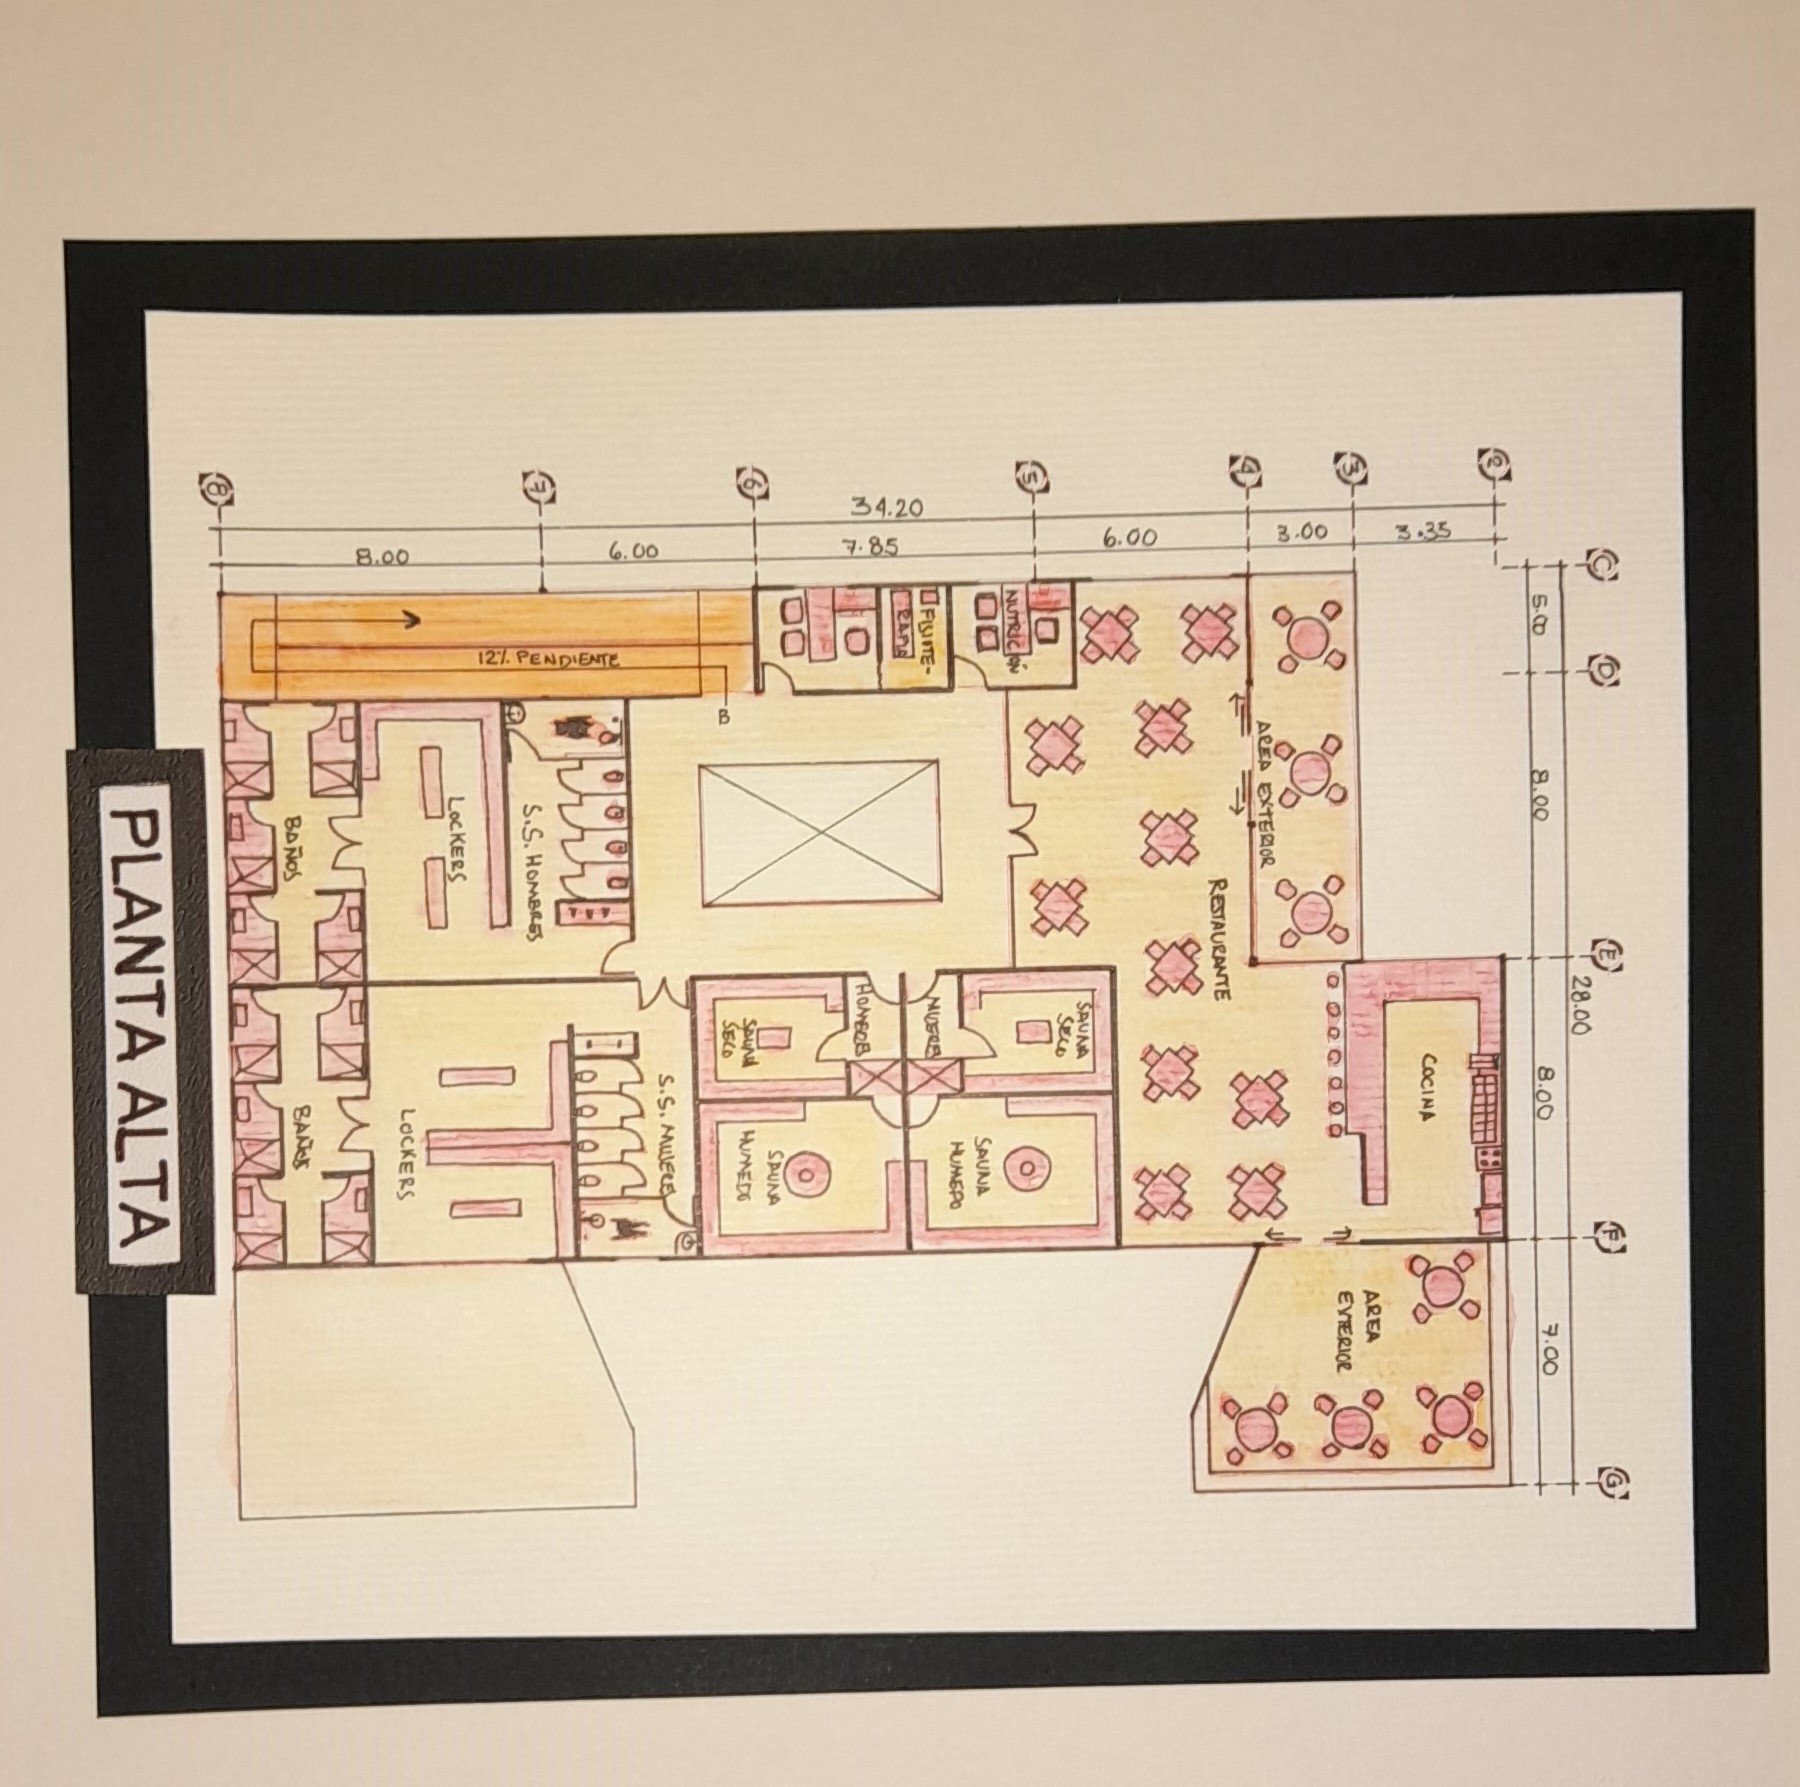 PLANTA ALTA
8
7
6
5
4
3
2
34.20
8.00
6.00
7.85
6.00
3.00
3.35
C
D
E
F
G
5.00
8.00
28.00
8.00
7.00
12% PENDIENTE
B
FISIOTE-
RAPIA
NUTRICIÓN
AREA EXTERIOR
RESTAURANTE
COCINA
AREA
EXTERIOR
BAÑOS
LOCKERS
S.S. HOMBRES
BAÑOS
LOCKERS
S.S. MUJERES
SAUNA
SECO
HOMBRES
MUJERES
SAUNA
SECO
SAUNA
HUMEDO
SAUNA
HUMEDO